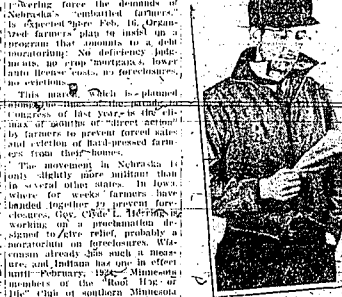 powering force the demands of
Nebraska's "embattled farmers,"
is expected here Feb. 16. Organ-
ized farmers plan to insist on a
program that amounts to a debt
moratorium: No deficiency judg-
ments, no crop mortgages, lower
auto license costs, no foreclosures,
no evictions.
This march, which is planned
along the lines of the
Congress of last year, is the cli-
max of months of "direct action"
by farmers to prevent forced sales
and eviction of hard-pressed farm-
ers from their homes.
The movement in Nebraska is
only slightly more militant than
in several other states. In Iowa,
where for weeks farmers have
banded together to prevent fore-
closures, Gov. Clyde L. Herring is
working on a proclamation de-
signed to give relief, probably a
moratorium on foreclosures. Wis-
consin already has such a meas-
ure, and Indiana has one in effect
until February, Minnesota
members of the "Root Hog or
Die" Club of southern Minnesota